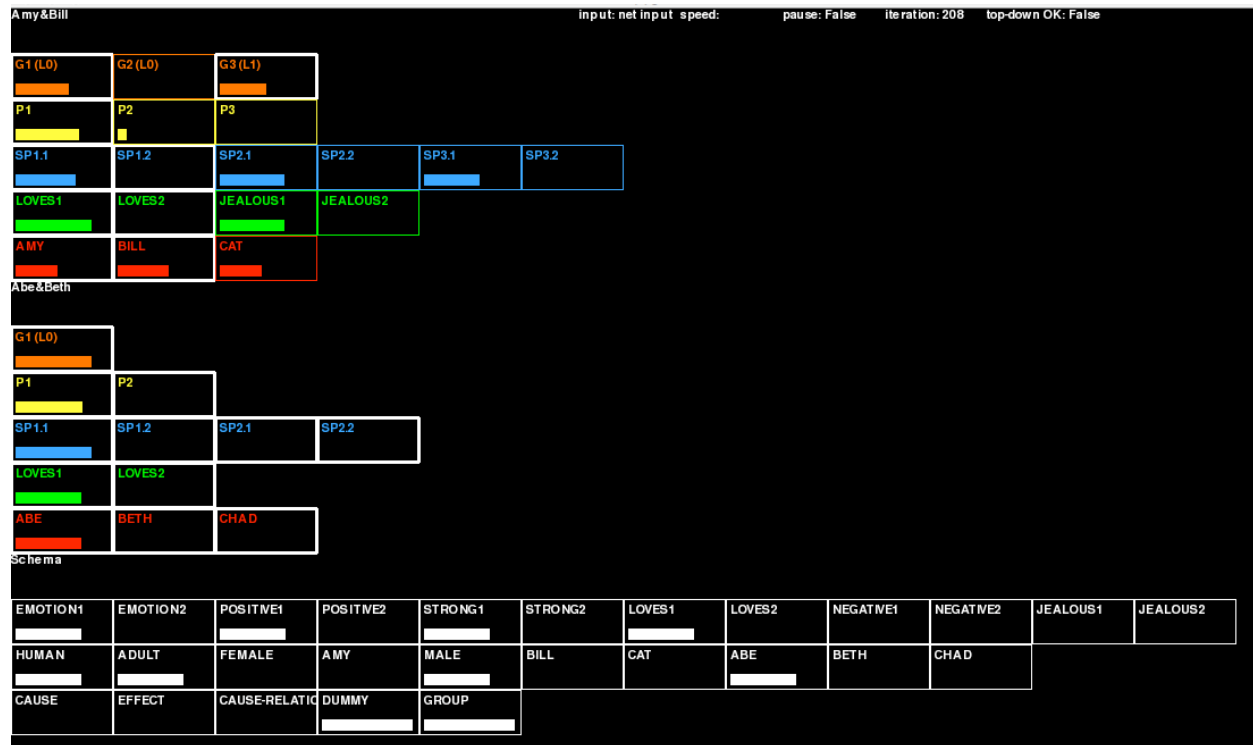 Amy&Bill input: net input speed: pause: False iteration: 208 top-down OK: False
G1 (L0) G2 (L0) G3 (L1)
P1 P2 P3
SP1.1 SP1.2 SP2.1 SP2.2 SP3.1 SP3.2
LOVES1 LOVES2 JEALOUS1 JEALOUS2
AMY BILL CAT
Abe&Beth
G1 (L0)
P1 P2
SP1.1 SP1.2 SP2.1 SP2.2
LOVES1 LOVES2
ABE BETH CHAD
Schema
EMOTION1 EMOTION2 POSITIVE1 POSITIVE2 STRONG1 STRONG2 LOVES1 LOVES2 NEGATIVE1 NEGATIVE2 JEALOUS1 JEALOUS2
HUMAN ADULT FEMALE AMY MALE BILL CAT ABE BETH CHAD
CAUSE EFFECT CAUSE-RELATIO DUMMY GROUP